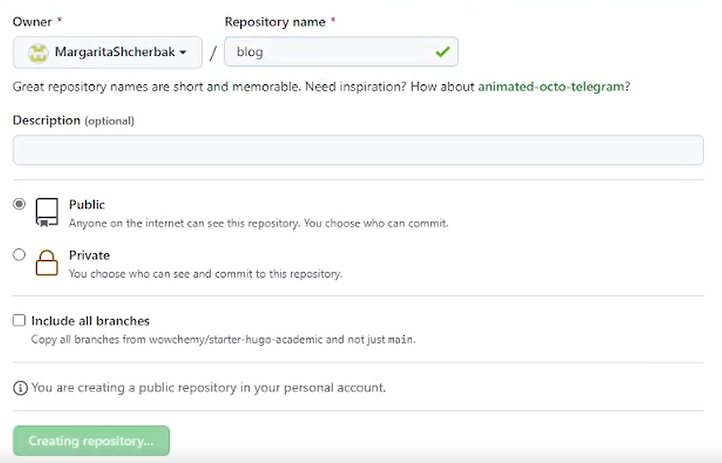 Owner * Repository name *
MargaritaShcherbak / blog
Great repository names are short and memorable. Need inspiration? How about animated-octo-telegram?
Description (optional)
Public
Anyone on the internet can see this repository. You choose who can commit.
Private
You choose who can see and commit to this repository.
Include all branches
Copy all branches from wowchemy/starter-hugo-academic and not just main.
You are creating a public repository in your personal account.
Creating repository...